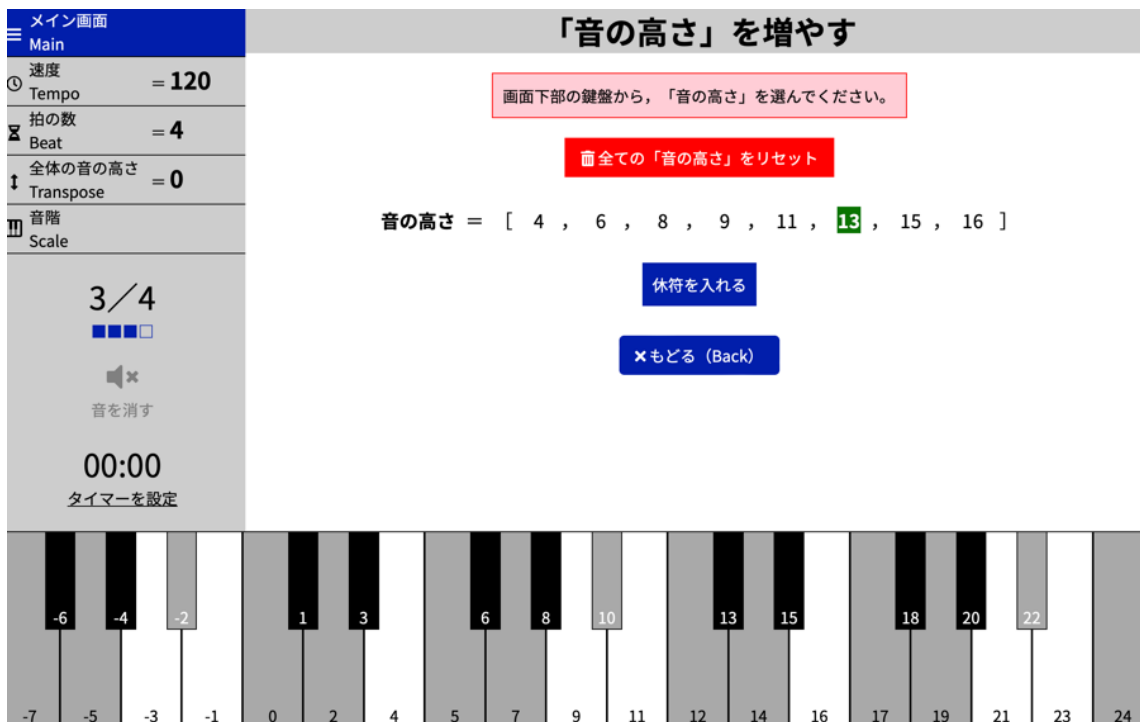 メイン画面
Main
速度
Tempo
＝120
拍の数
Beat
＝4
全体の音の高さ
Transpose
＝0
音階
Scale
3／4
音を消す
00:00
タイマーを設定
「音の高さ」を増やす
画面下部の鍵盤から，「音の高さ」を選んでください。
全ての「音の高さ」をリセット
音の高さ ＝ [ 4 , 6 , 8 , 9 , 11 , 13 , 15 , 16 ]
休符を入れる
×もどる（Back）
-6 -4 -2 1 3 6 8 10 13 15 18 20 22
-7 -5 -3 -1 0 2 4 5 7 9 11 12 14 16 17 19 21 23 24